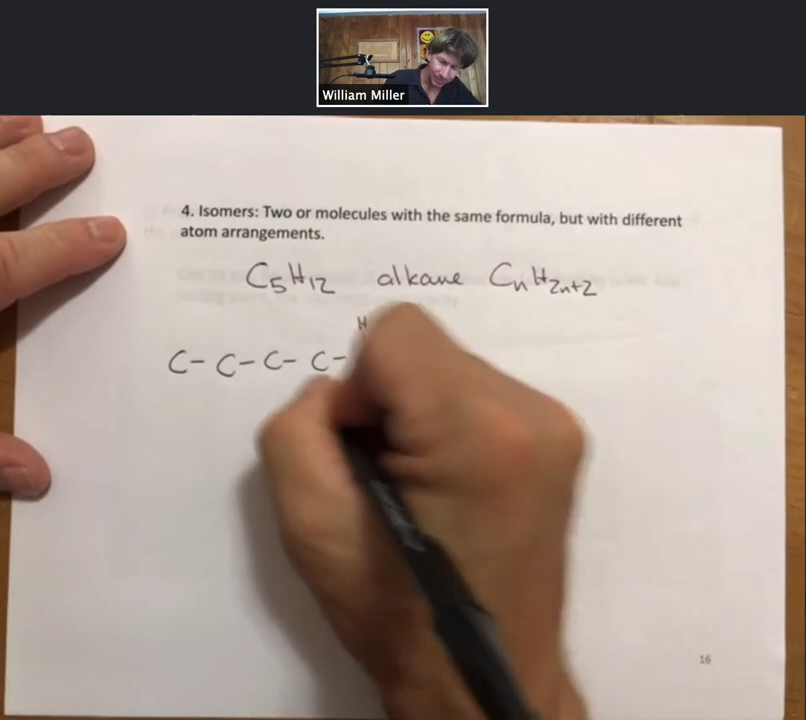 William Miller
4. Isomers: Two or molecules with the same formula, but with different
atom arrangements.
C5H12 alkane CnH2n+2
H
C- C- C- C-
16